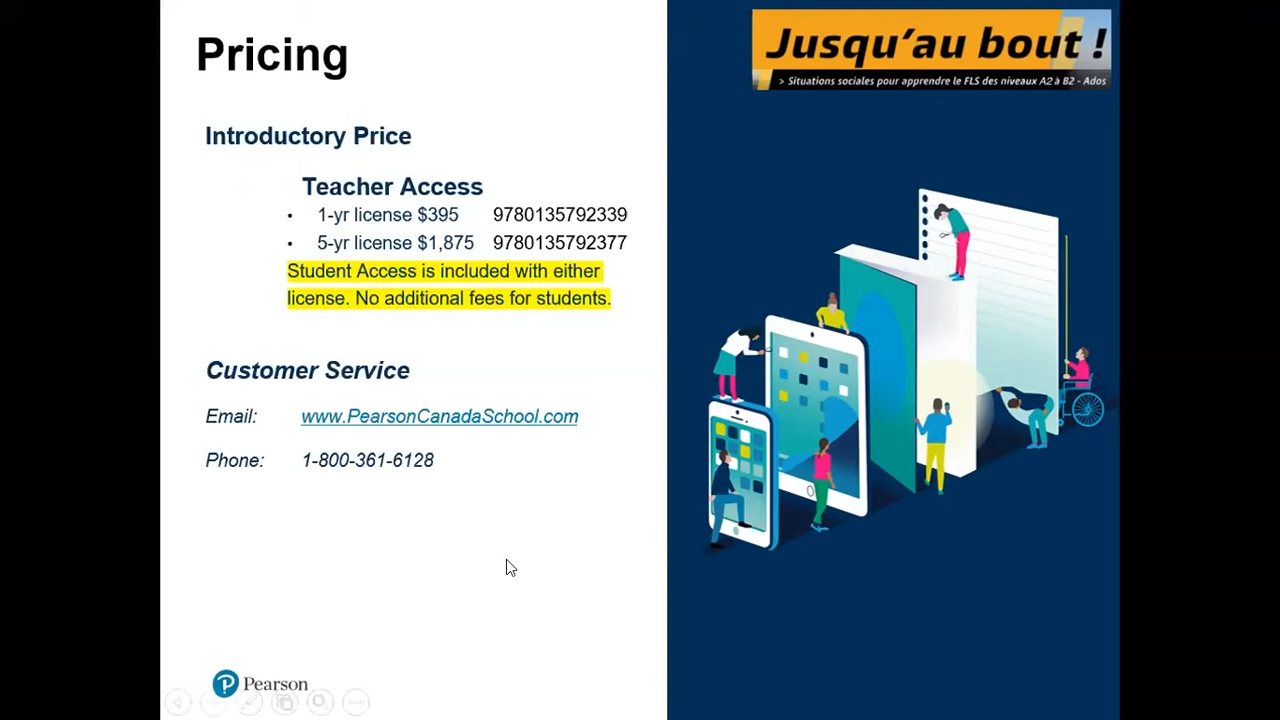 Pricing
Jusqu'au bout !
> Situations sociales pour apprendre le FLS des niveaux A2 à B2 - Ados
Introductory Price
Teacher Access
• 1-yr license $395 9780135792339
• 5-yr license $1,875 9780135792377
Student Access is included with either
license. No additional fees for students.
Customer Service
Email: www.PearsonCanadaSchool.com
Phone: 1-800-361-6128
Pearson